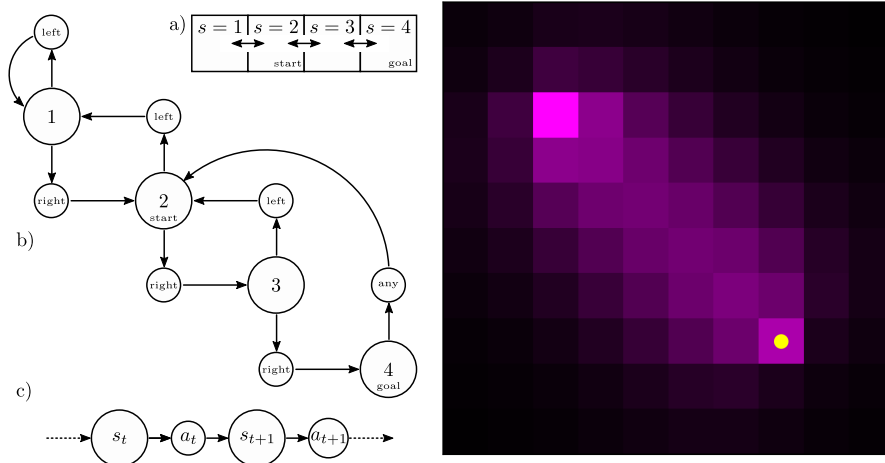 a) s = 1 s = 2 s = 3 s = 4
start goal
left
1
left
right
2
start
left
b)
right
3
any
right
4
goal
c)
s_t a_t s_{t+1} a_{t+1}